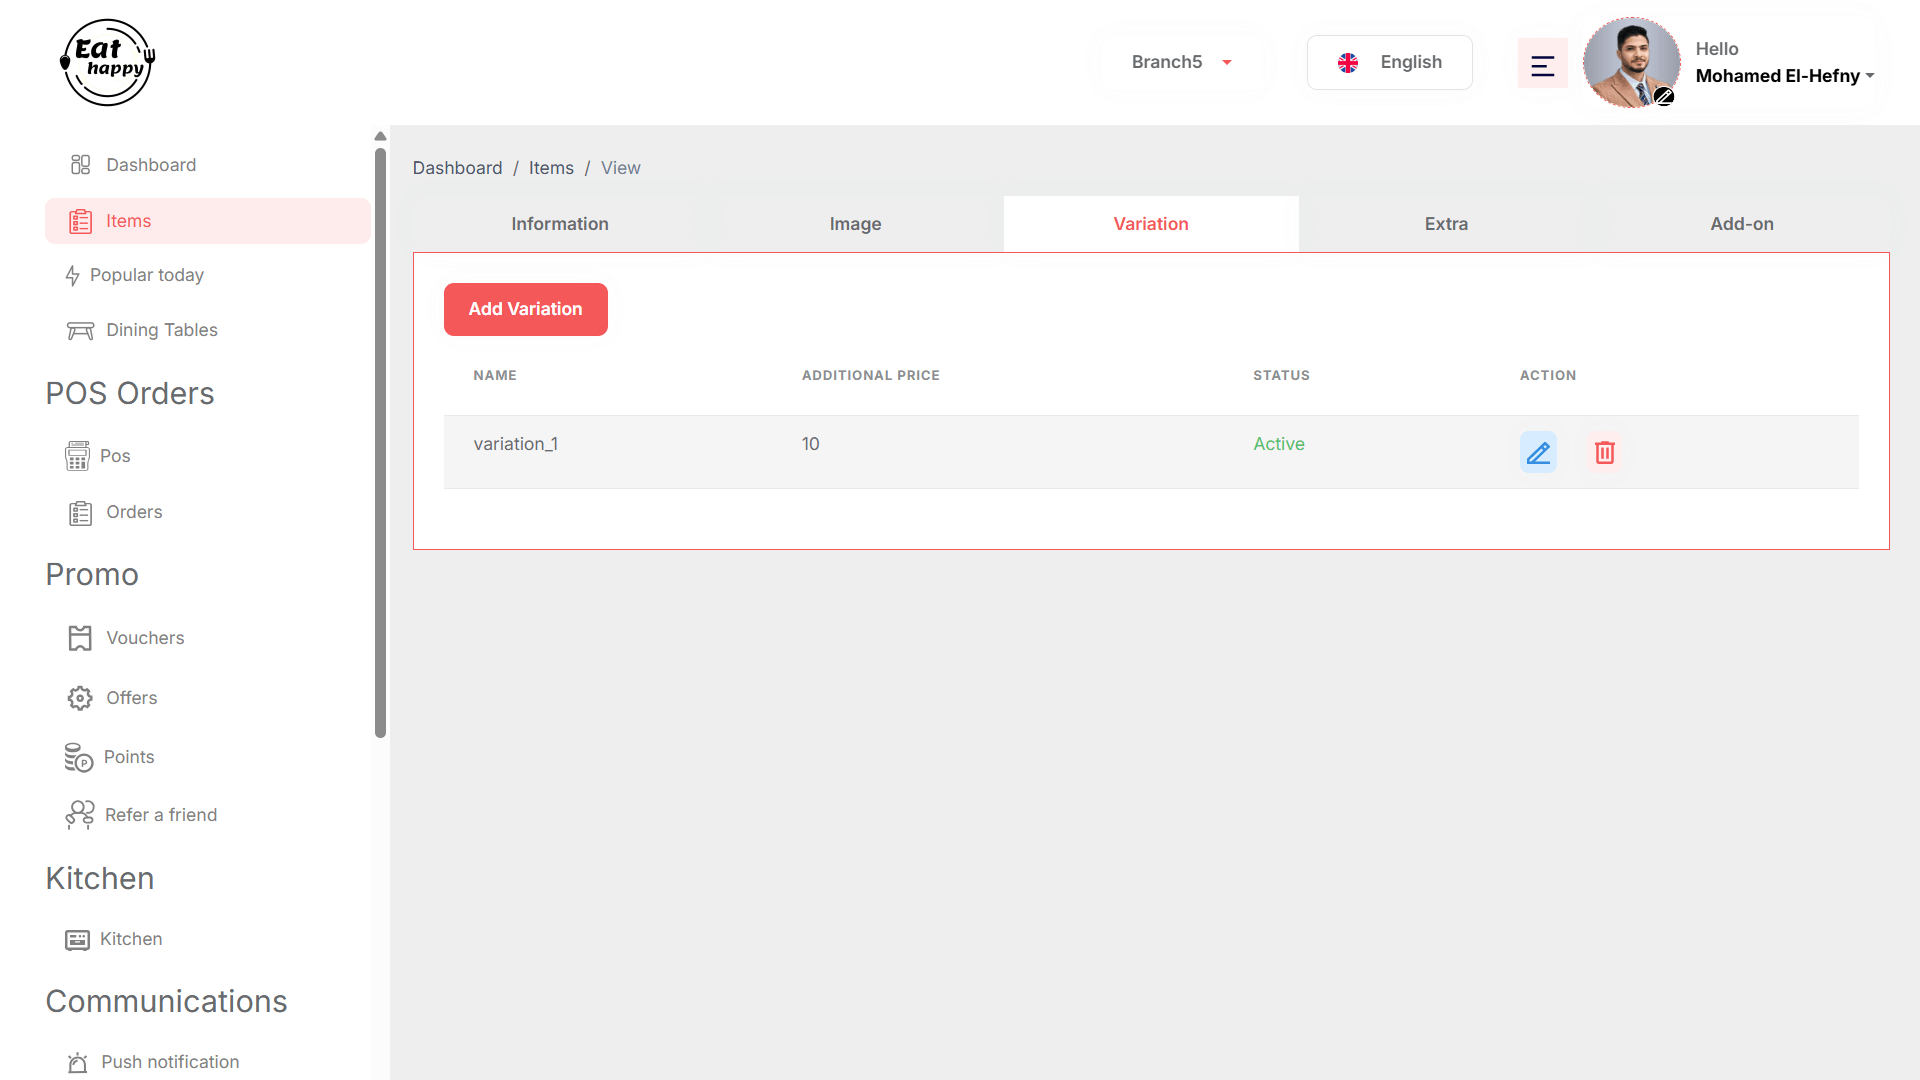 Eat
happy
Branch5
English
Hello
Mohamed El-Hefny
Dashboard
Items
Popular today
Dining Tables
POS Orders
Pos
Orders
Promo
Vouchers
Offers
Points
Refer a friend
Kitchen
Kitchen
Communications
Push notification
Dashboard / Items / View
Information Image Variation Extra Add-on
Add Variation
NAME ADDITIONAL PRICE STATUS ACTION
variation_1 10 Active